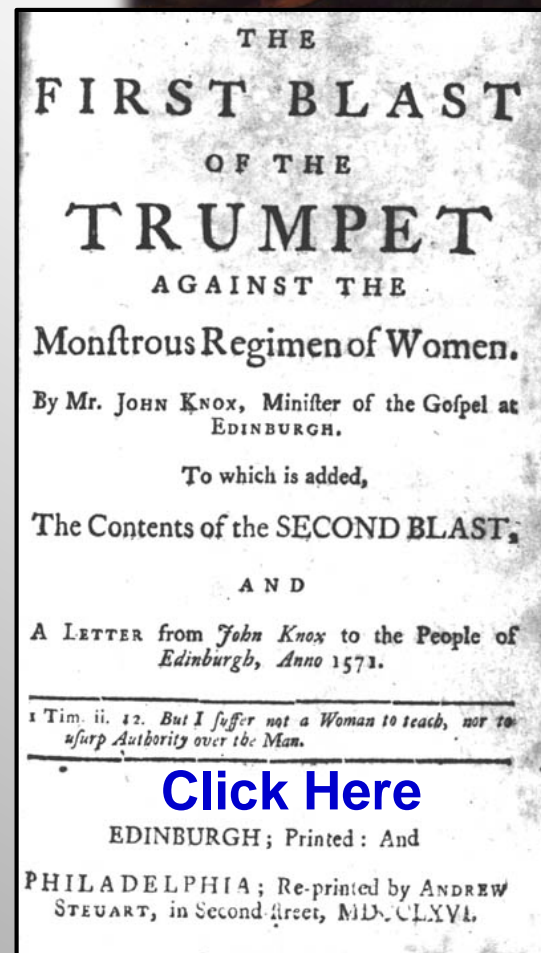 THE
FIRST BLAST
OF THE
TRUMPET
AGAINST THE
Monſtrous Regimen of Women.
By Mr. JOHN KNOX, Miniſter of the Goſpel at
EDINBURGH.
To which is added,
The Contents of the SECOND BLAST,
AND
A LETTER from John Knox to the People of
Edinburgh, Anno 1571.
1 Tim. ii. 12. But I ſuffer not a Woman to teach, nor to
uſurp Authority over the Man.
Click Here
EDINBURGH; Printed: And
PHILADELPHIA; Re-printed by ANDREW
STEUART, in Second-ſtreet,